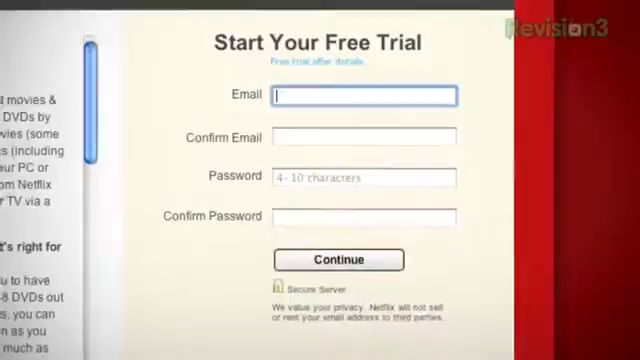 Revision3
Start Your Free Trial
Free trial offer details.
Email
Confirm Email
Password
4-10 characters
Confirm Password
Continue
Secure Server
We value your privacy. Netflix will not sell
or rent your email address to third parties.
movies &
DVDs by
vies (some
s (including
ur PC or
om Netflix
r TV via a
t's right for
u to have
-8 DVDs out
s, you can
n as you
much as